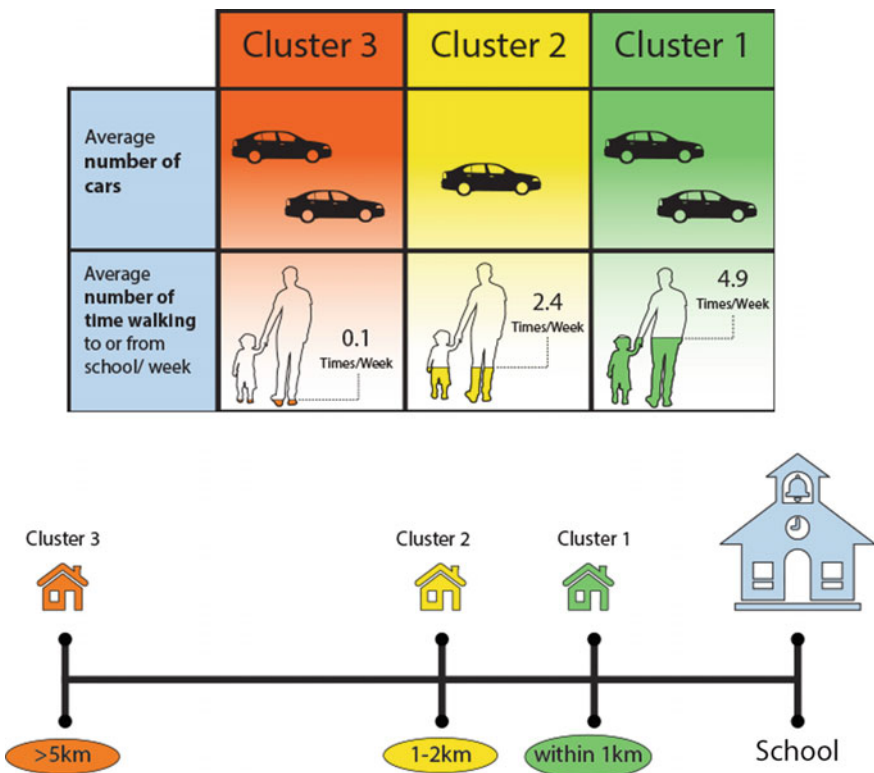 Cluster 3
Cluster 2
Cluster 1
Average
number of
cars
Average
number of
time walking
to or from
school/ week
0.1
Times/Week
2.4
Times/Week
4.9
Times/Week
Cluster 3
Cluster 2
Cluster 1
>5km
1-2km
within 1km
School